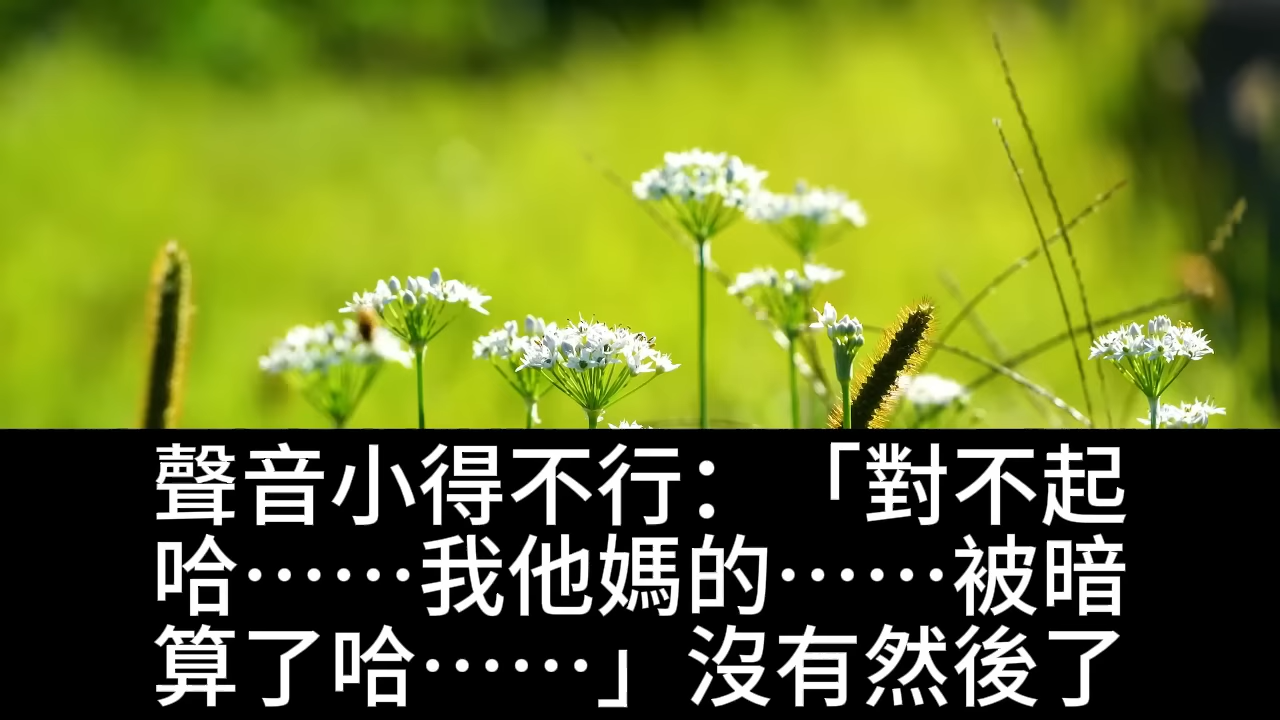 聲音小得不行：「對不起
哈……我他媽的……被暗
算了哈……」沒有然後了